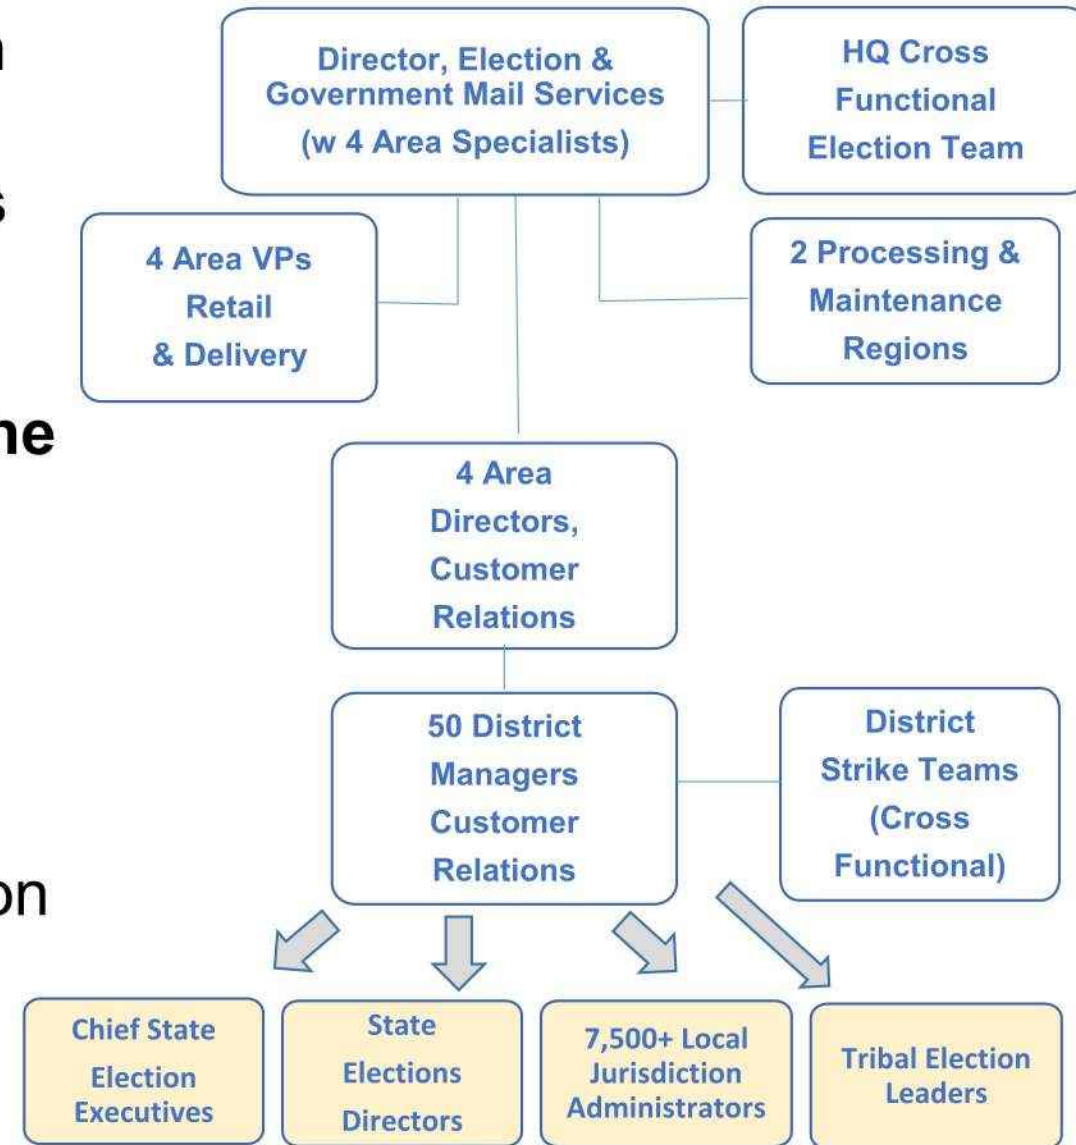 Director, Election &
Government Mail Services
(w 4 Area Specialists)
HQ Cross
Functional
Election Team
4 Area VPs
Retail
& Delivery
2 Processing &
Maintenance
Regions
4 Area
Directors,
Customer
Relations
50 District
Managers
Customer
Relations
District
Strike Teams
(Cross
Functional)
Chief State
Election
Executives
State
Elections
Directors
7,500+ Local
Jurisdiction
Administrators
Tribal Election
Leaders